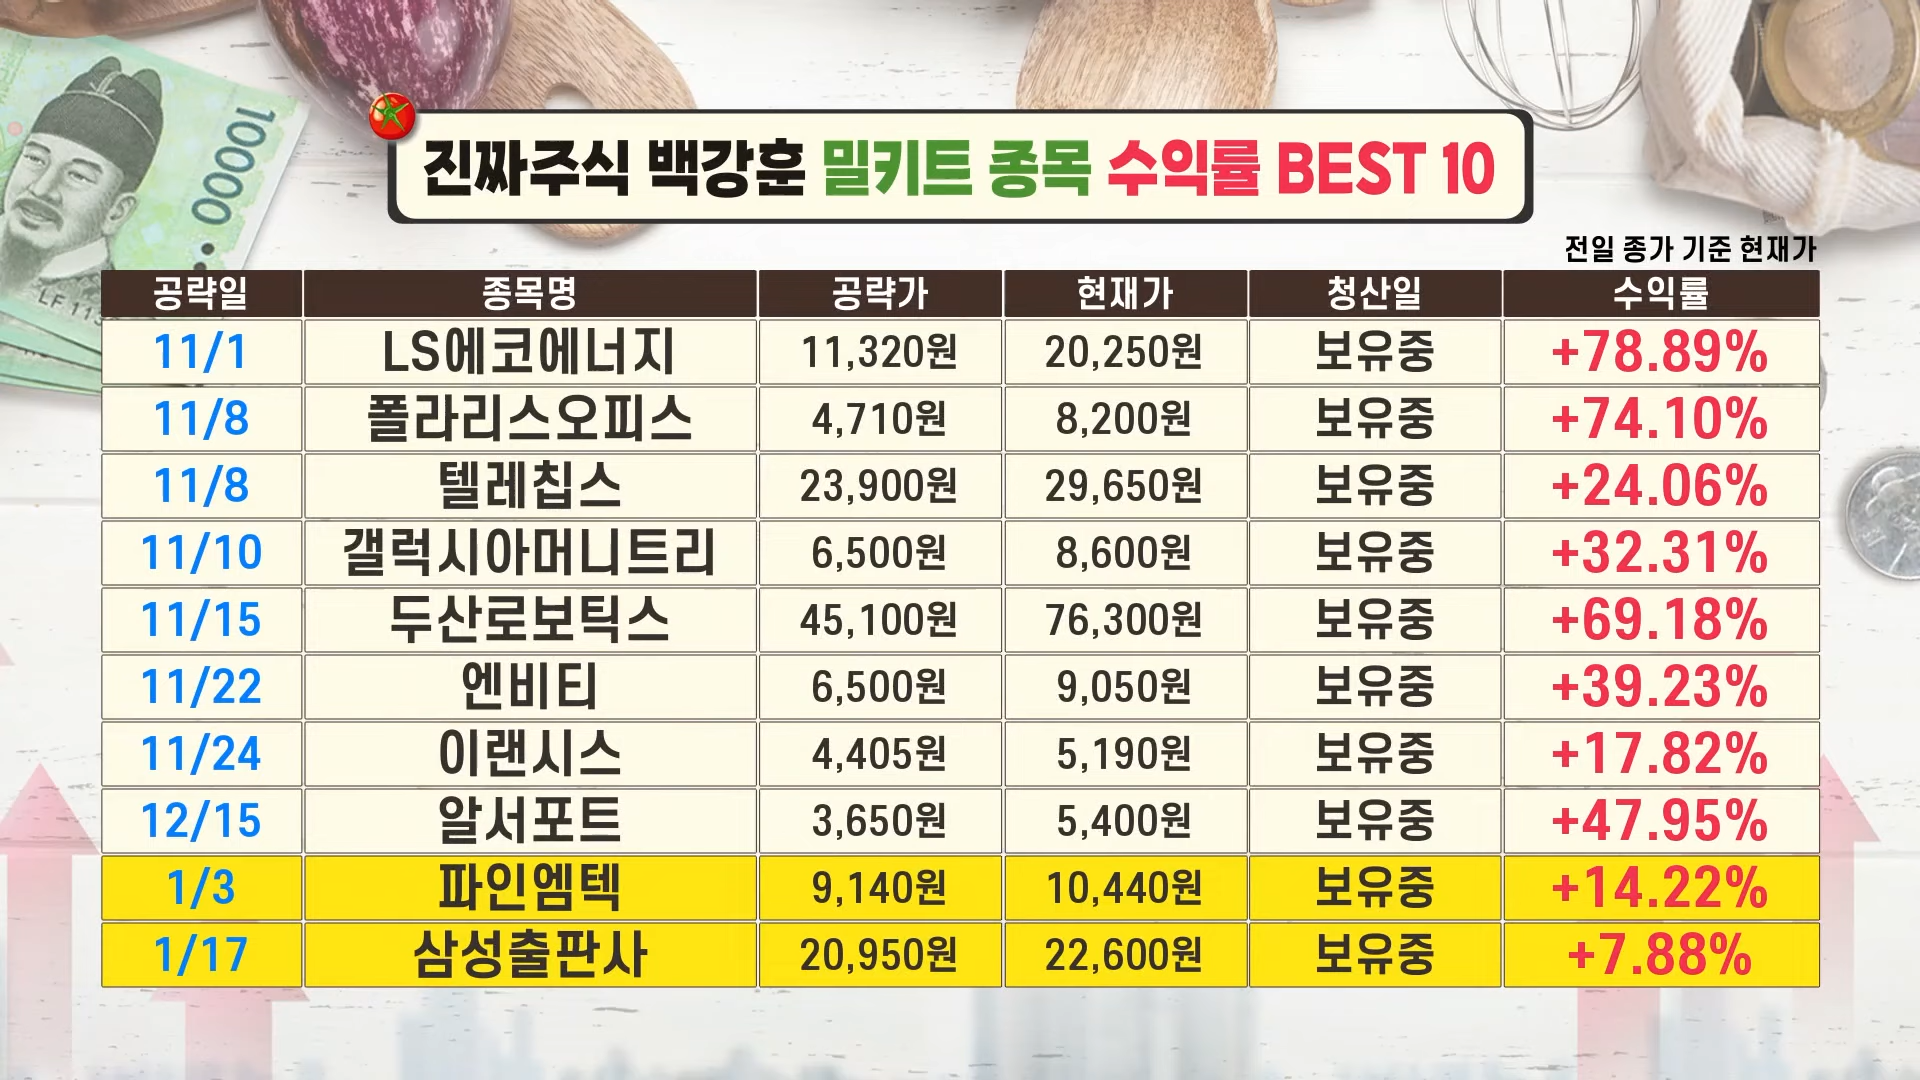 진짜주식 백강훈 밀키트 종목 수익률 BEST 10
전일 종가 기준 현재가
공략일 종목명 공략가 현재가 청산일 수익률
11/1 LS에코에너지 11,320원 20,250원 보유중 +78.89%
11/8 폴라리스오피스 4,710원 8,200원 보유중 +74.10%
11/8 텔레칩스 23,900원 29,650원 보유중 +24.06%
11/10 갤럭시아머니트리 6,500원 8,600원 보유중 +32.31%
11/15 두산로보틱스 45,100원 76,300원 보유중 +69.18%
11/22 엔비티 6,500원 9,050원 보유중 +39.23%
11/24 이랜시스 4,405원 5,190원 보유중 +17.82%
12/15 알서포트 3,650원 5,400원 보유중 +47.95%
1/3 파인엠텍 9,140원 10,440원 보유중 +14.22%
1/17 삼성출판사 20,950원 22,600원 보유중 +7.88%
10000